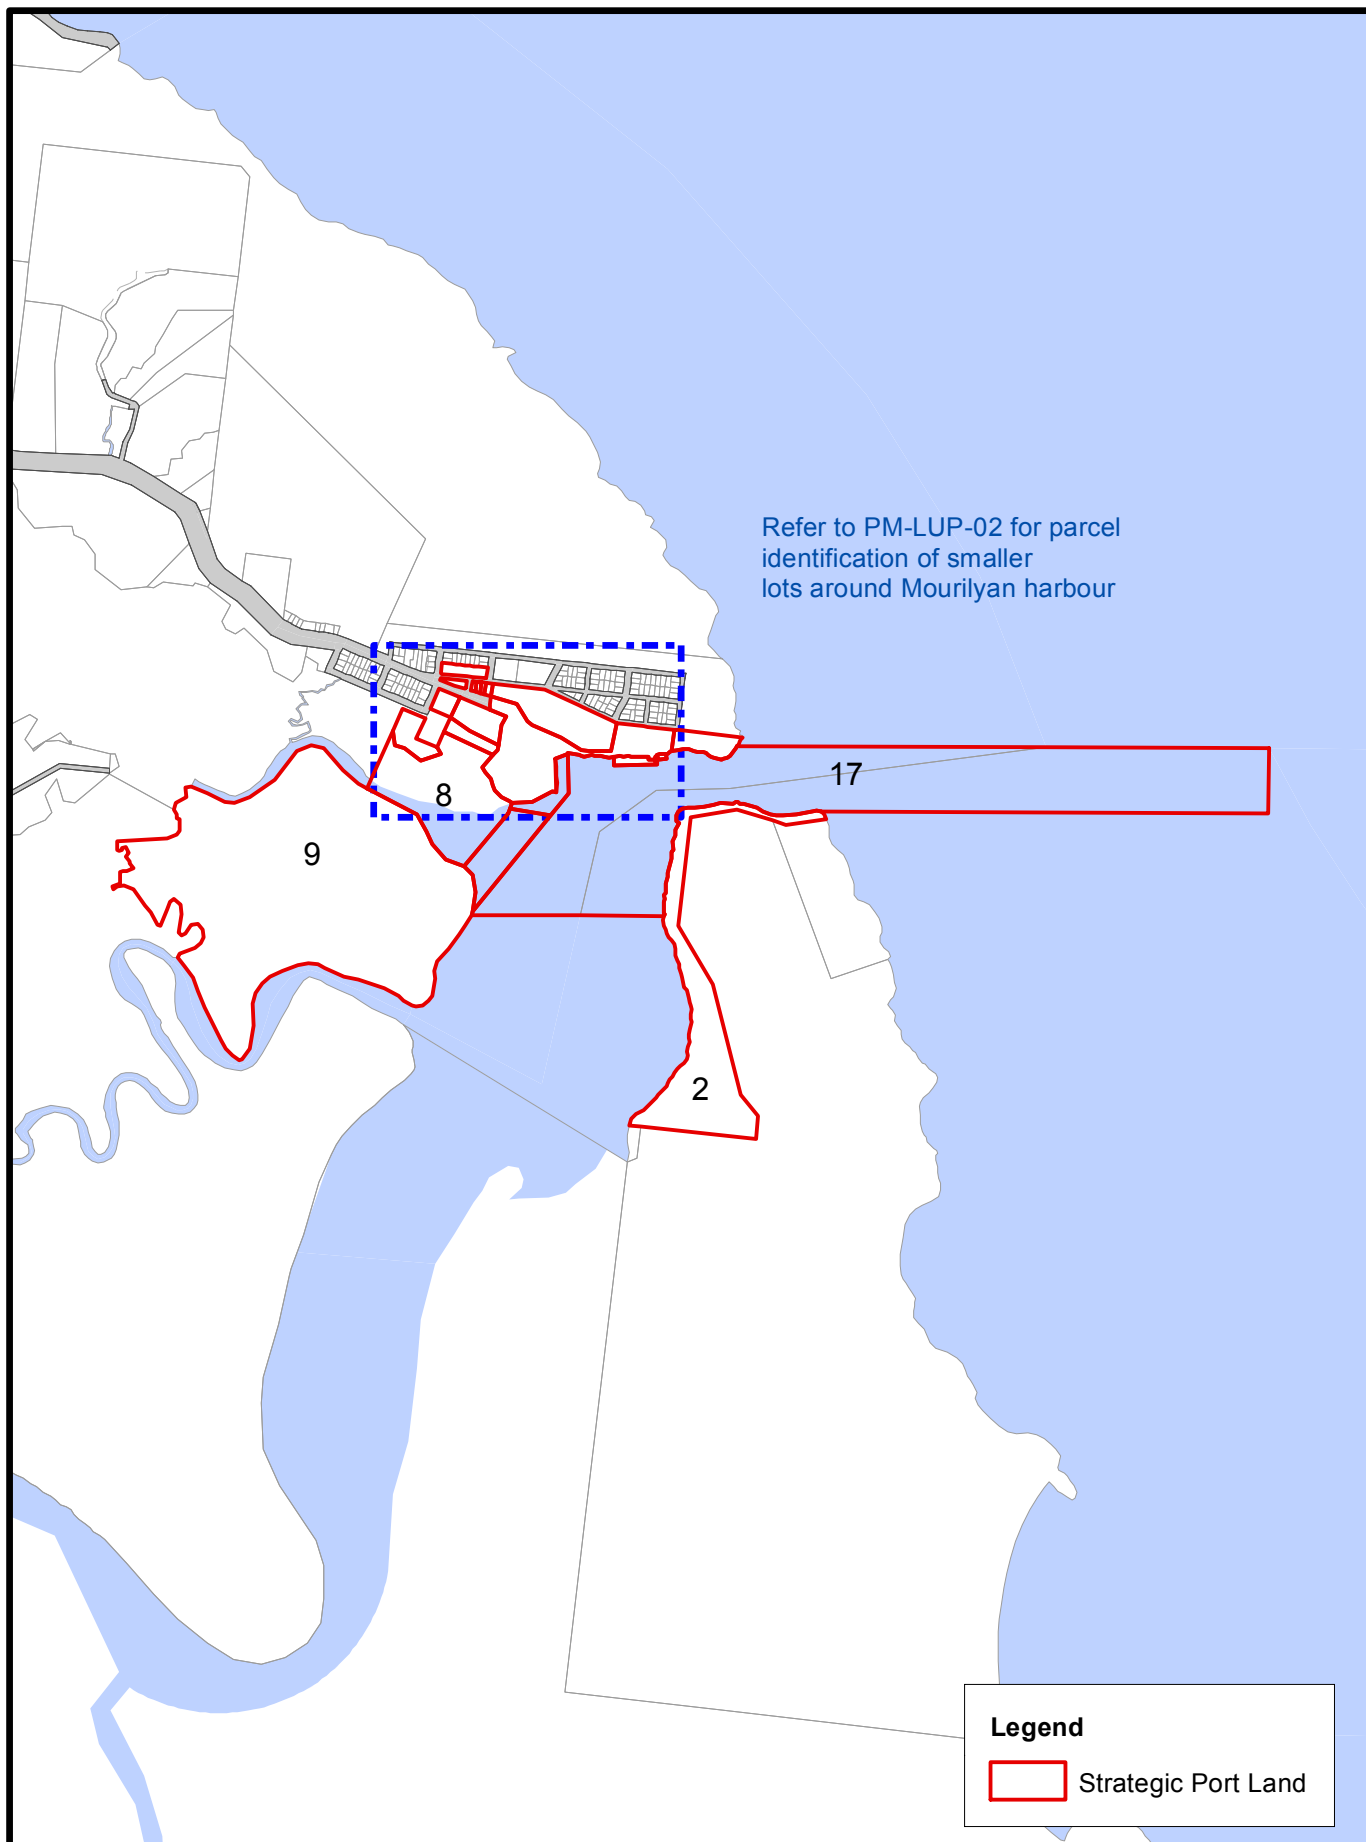 Refer to PM-LUP-02 for parcel
identification of smaller
lots around Mourilyan harbour
17
8
9
2
Legend
Strategic Port Land